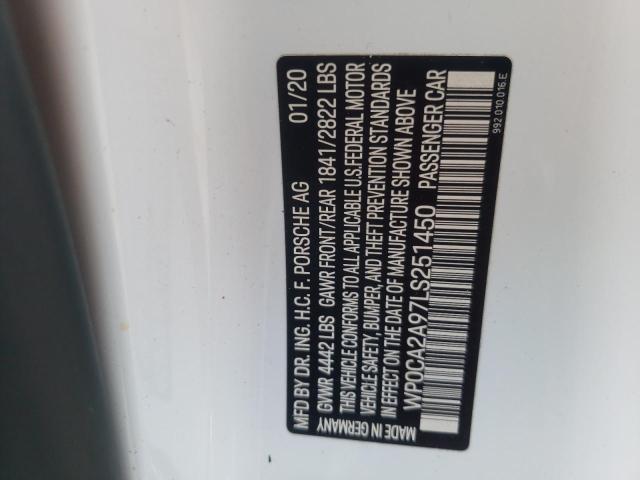 MFD BY DR. ING. H.C. F. PORSCHE AG 01/20
GVWR 4442 LBS GAWR FRONT/REAR 1841/2822 LBS
THIS VEHICLE CONFORMS TO ALL APPLICABLE U.S. FEDERAL MOTOR
VEHICLE SAFETY, BUMPER, AND THEFT PREVENTION STANDARDS
IN EFFECT ON THE DATE OF MANUFACTURE SHOWN ABOVE
MADE IN GERMANY WP0CA2A97LS251450 PASSENGER CAR
992.010.016.E